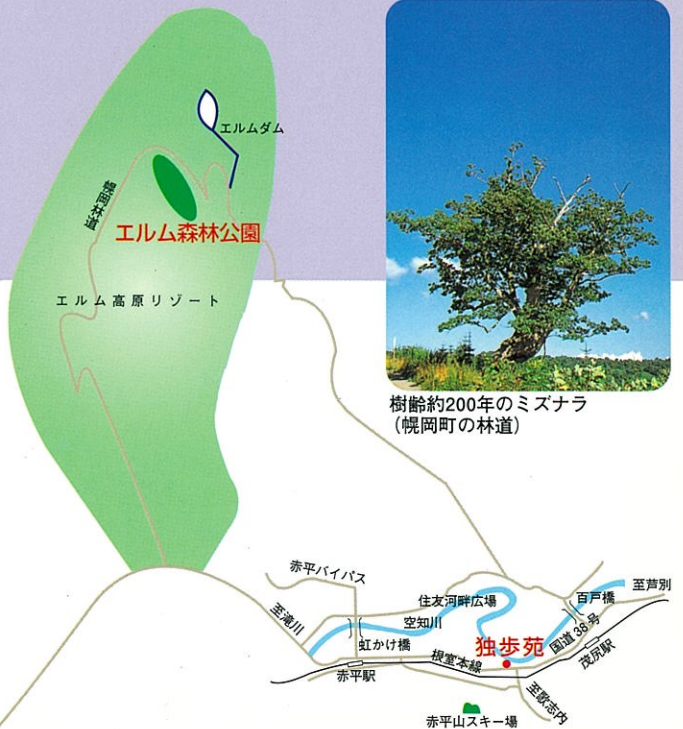 エルムダム
幌岡林道
エルム森林公園
エルム高原リゾート
樹齢約200年のミズナラ
(幌岡町の林道)
赤平バイパス
至滝川
住友河畔広場
空知川
虹かけ橋
百戸橋
至芦別
国道38号
独歩苑
根室本線
赤平駅
茂尻駅
至歌志内
赤平山スキー場